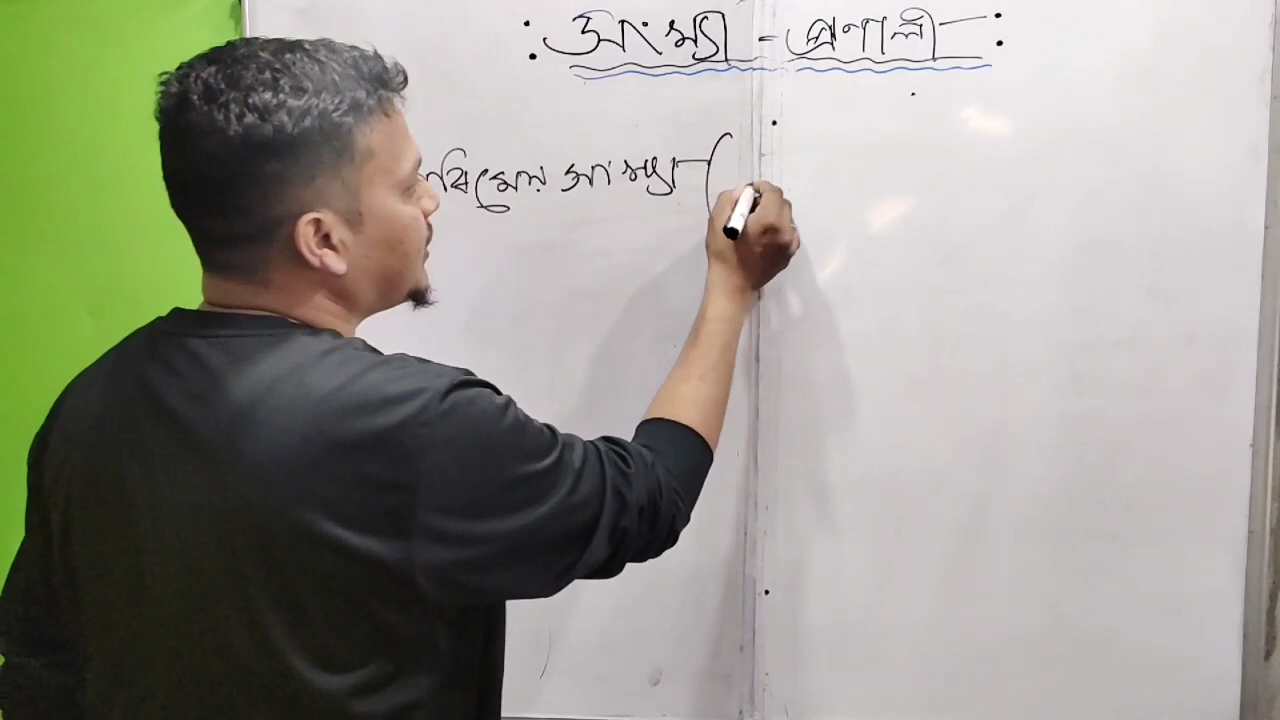 : সংখ্যা - প্রণালী :
সংখ্যা - (